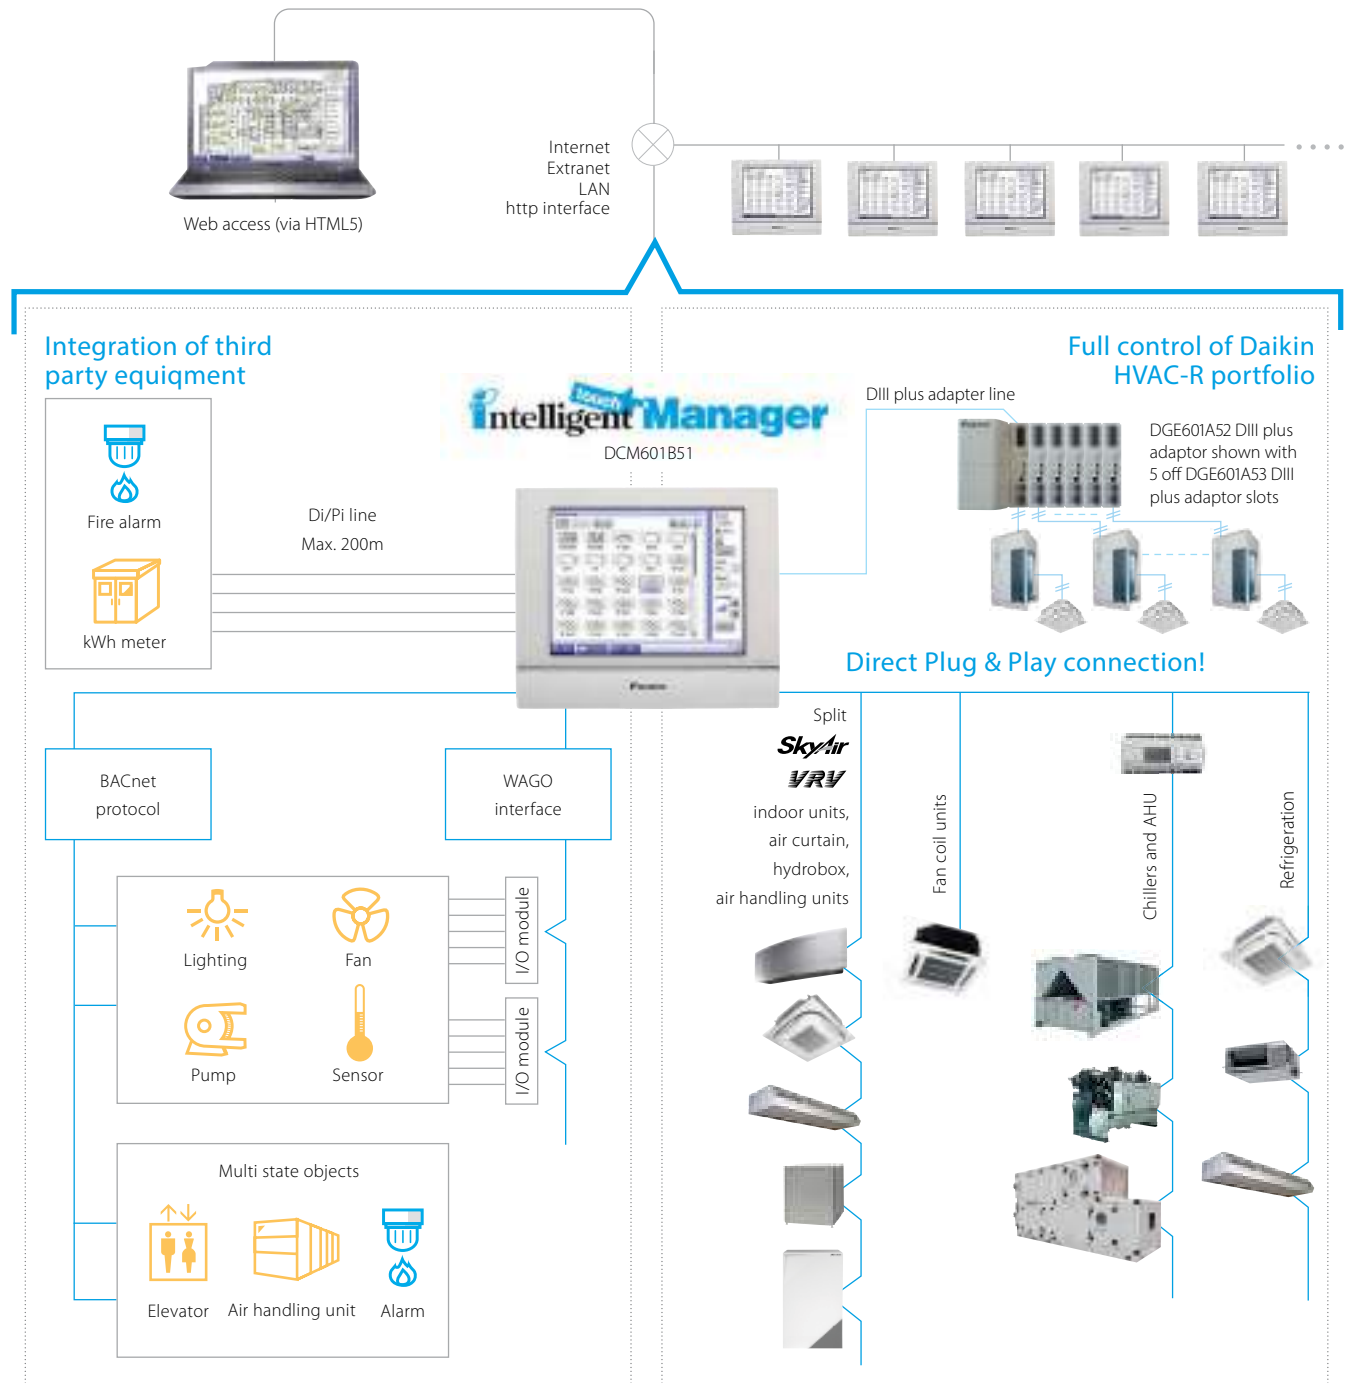 Web access (via HTML5)
Internet
Extranet
LAN
http interface
Integration of third
party equiqment
Fire alarm
kWh meter
Di/Pi line
Max. 200m
intelligent touch Manager
DCM601B51
DAIKIN
Full control of Daikin
HVAC-R portfolio
DIII plus adapter line
DGE601A52 DIII plus
adaptor shown with
5 off DGE601A53 DIII
plus adaptor slots
Direct Plug & Play connection!
BACnet
protocol
WAGO
interface
Lighting
Fan
Pump
Sensor
I/O module
I/O module
Multi state objects
Elevator
Air handling unit
Alarm
Split
SkyAir
VRV
indoor units,
air curtain,
hydrobox,
air handling units
Fan coil units
Chillers and AHU
Refrigeration